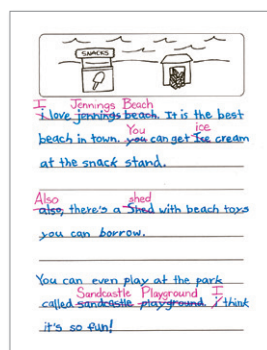 SNACKS
I Jennings Beach
i love jennings beach. It is the best
You ice
beach in town. you can get Ice cream
at the snack stand.
Also shed
also, there's a Shed with beach toys
you can borrow.
You can even play at the park
Sandcastle Playground I
called sandcastle playground. i think
it's so fun!